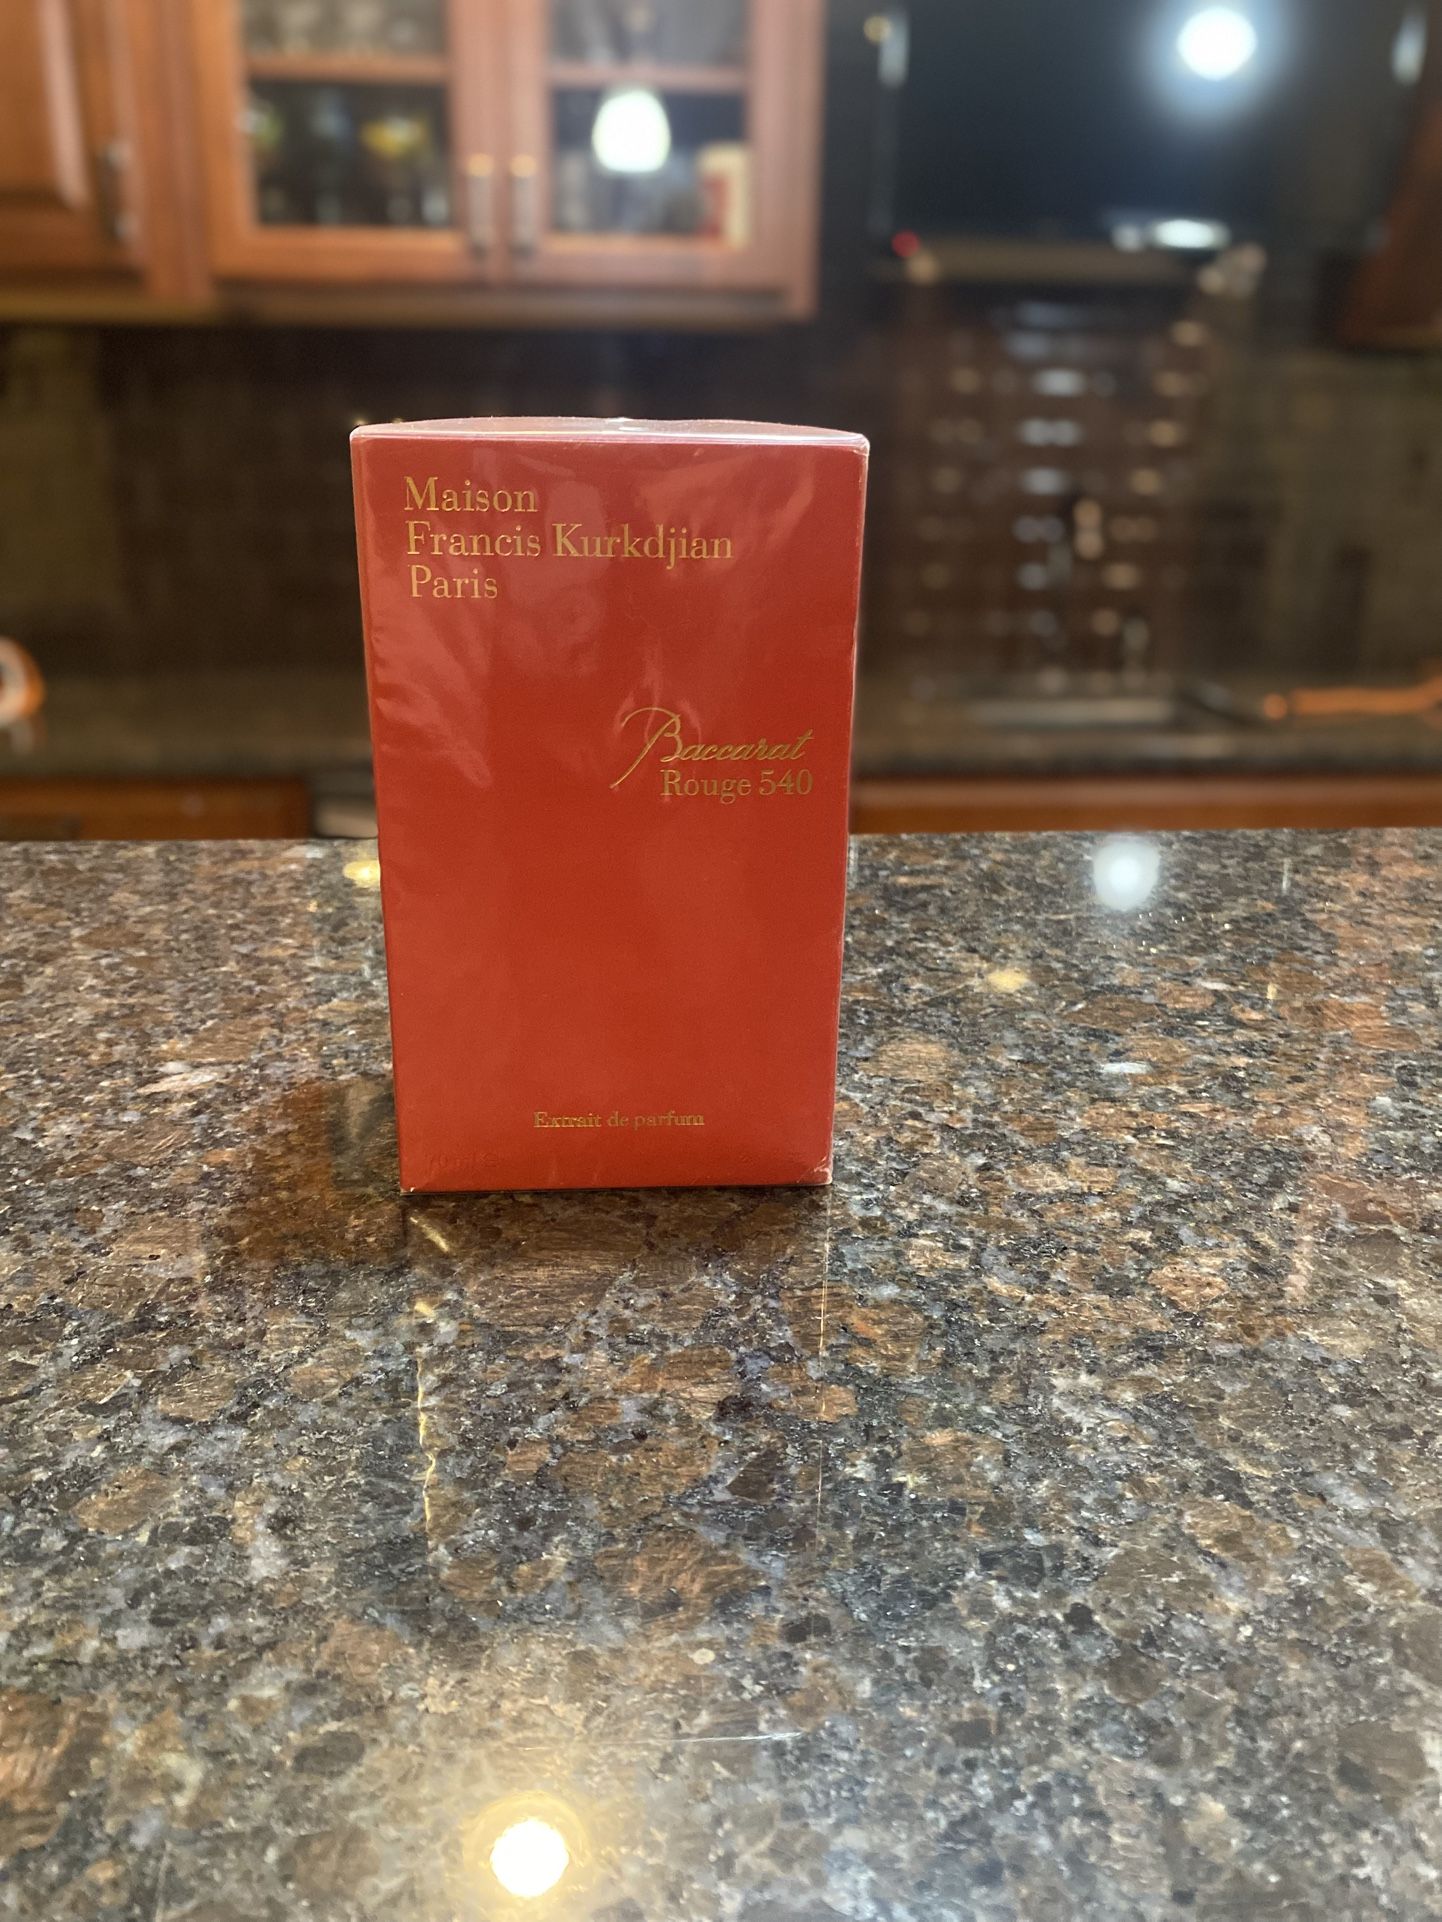 Maison
Francis Kurkdjian
Paris
Baccarat
Rouge 540
Extrait de parfum